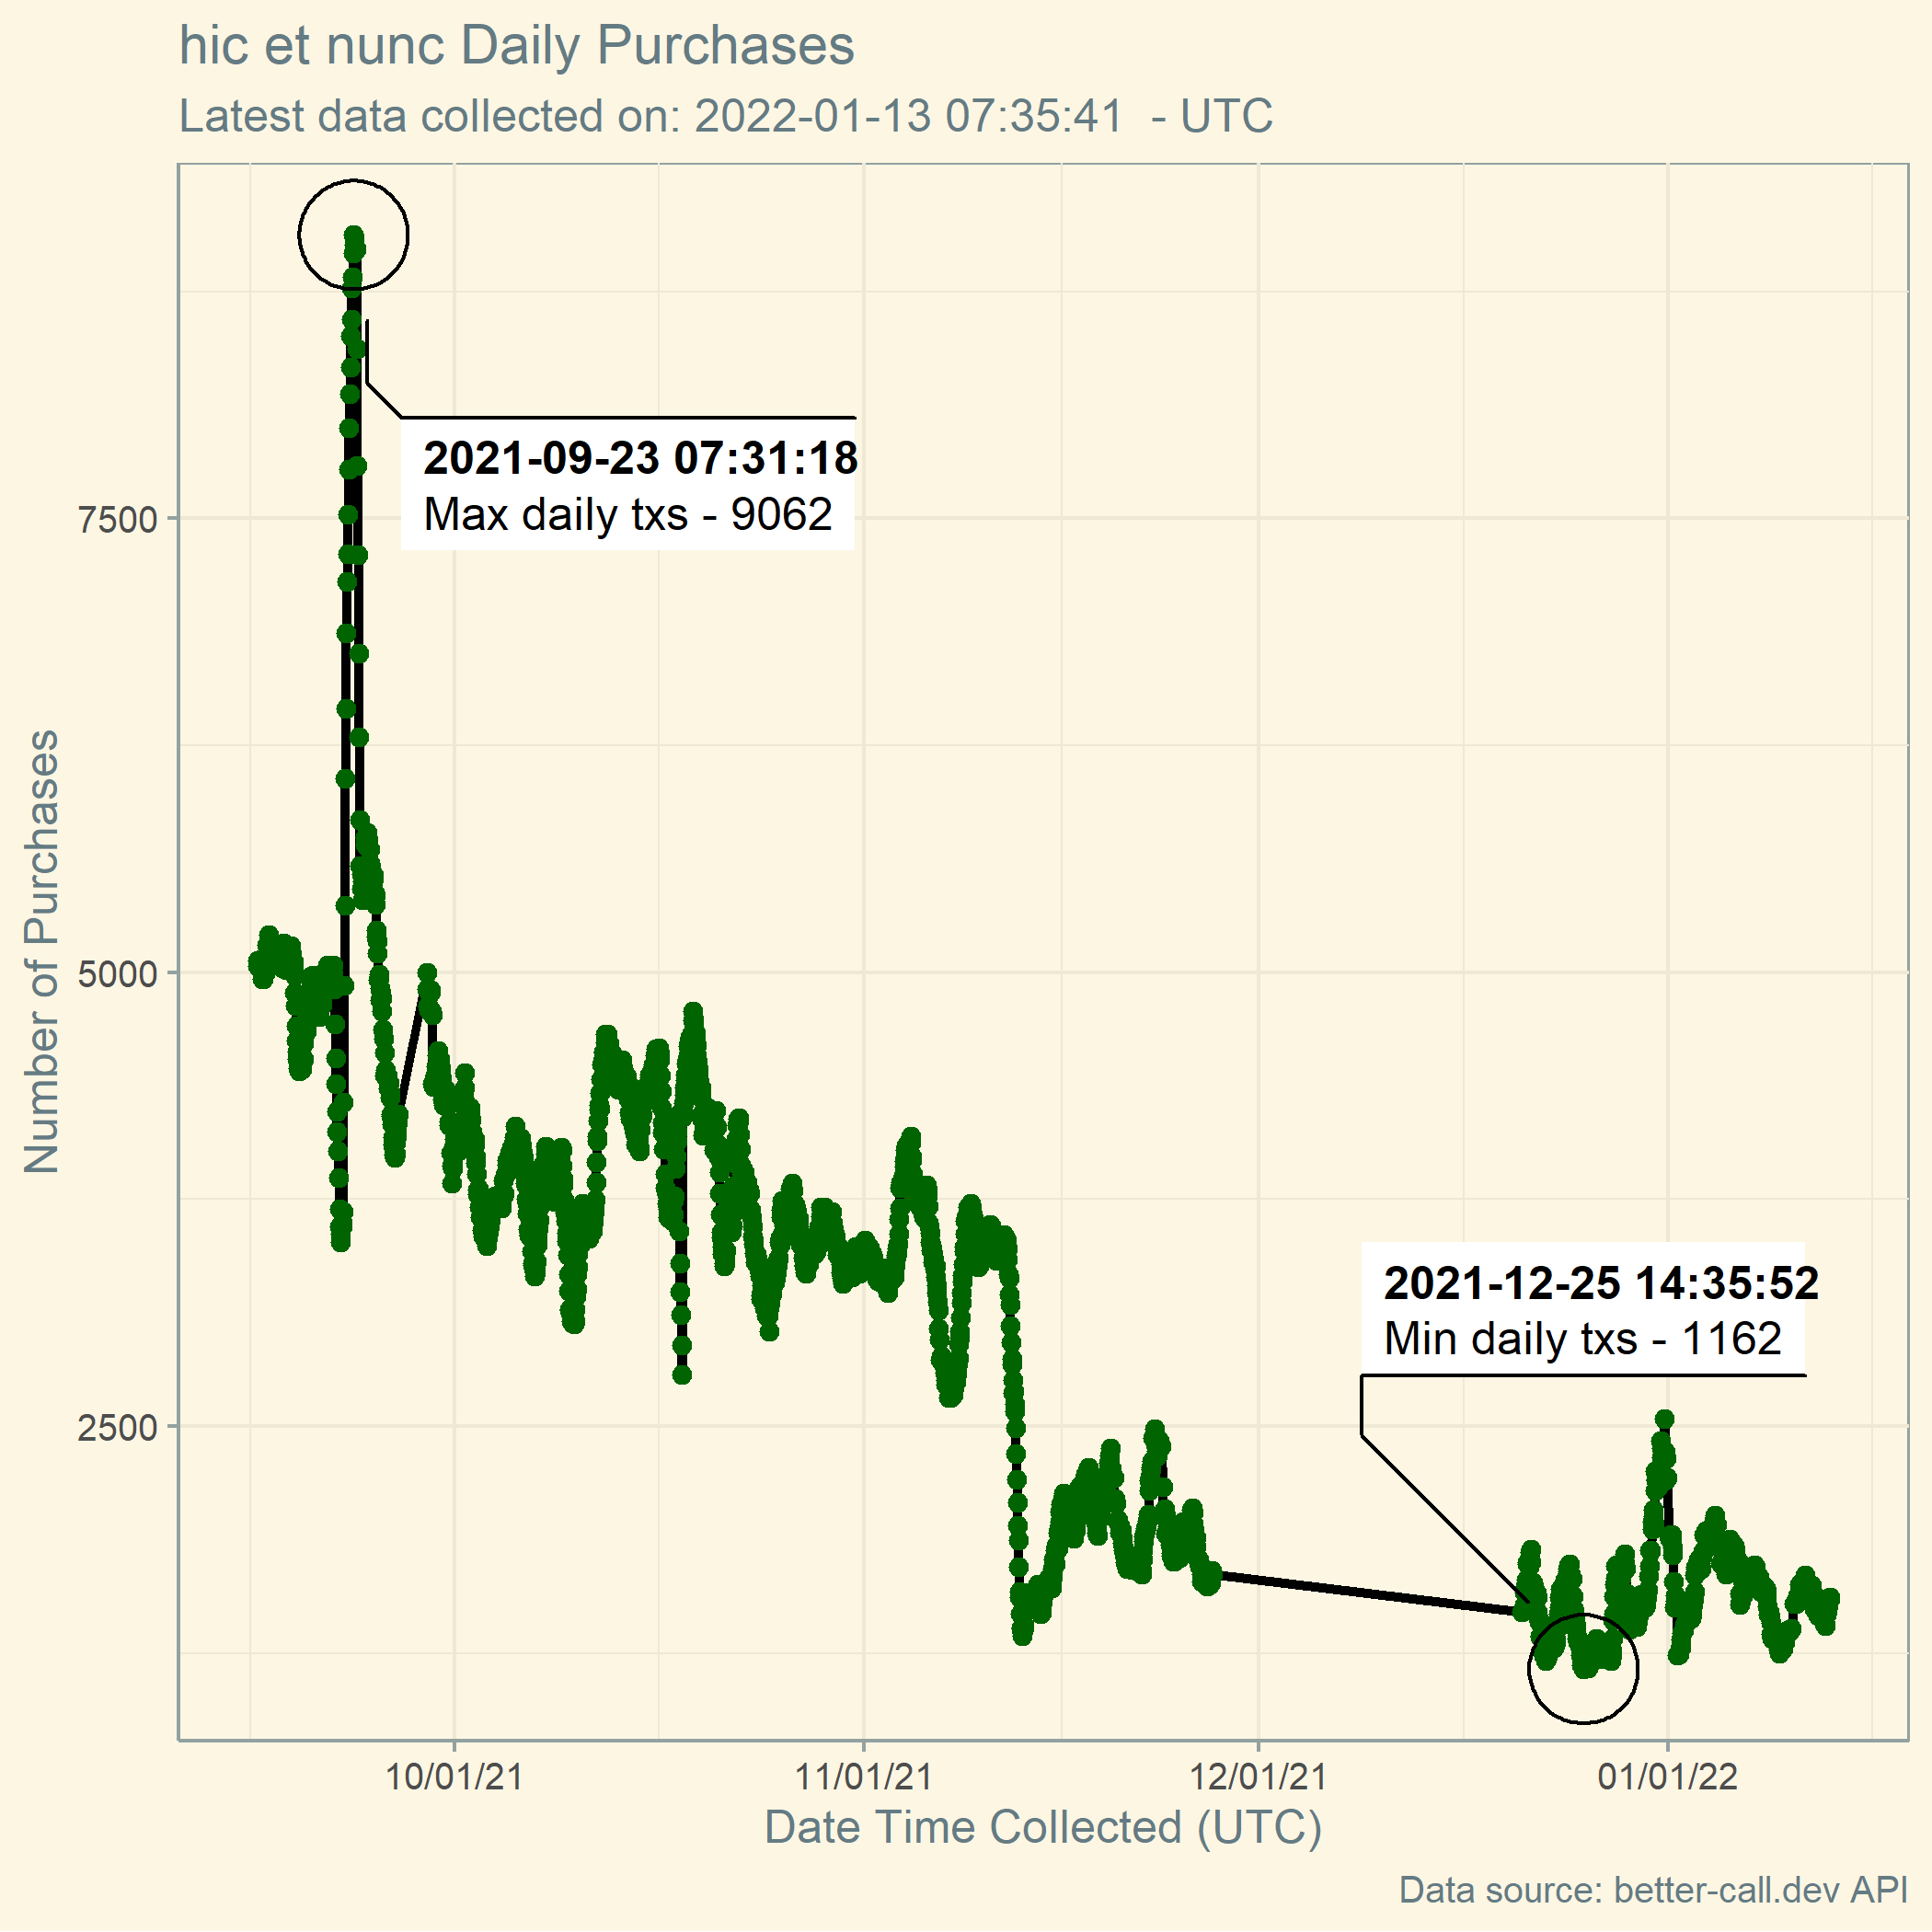 hic et nunc Daily Purchases
Latest data collected on: 2022-01-13 07:35:41  - UTC
2021-09-23 07:31:18
Max daily txs - 9062
7500
Number of Purchases
5000
2021-12-25 14:35:52
Min daily txs - 1162
2500
10/01/21
11/01/21
12/01/21
01/01/22
Date Time Collected (UTC)
Data source: better-call.dev API